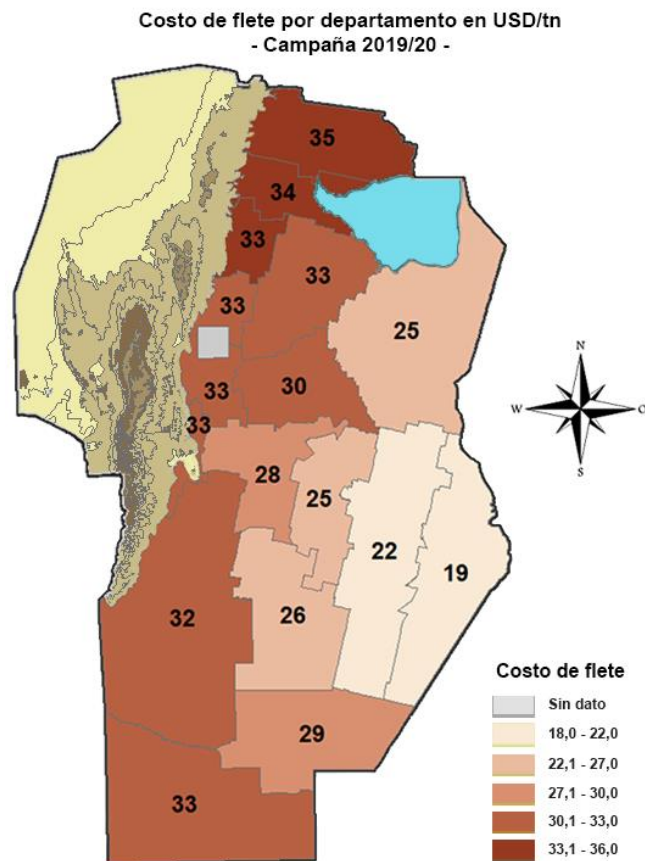 Costo de flete por departamento en USD/tn
- Campaña 2019/20 -
35
34
33
33
33
25
33
30
33
28
25
22
19
32
26
29
33
N
W
O
S
Costo de flete
Sin dato
18,0 - 22,0
22,1 - 27,0
27,1 - 30,0
30,1 - 33,0
33,1 - 36,0